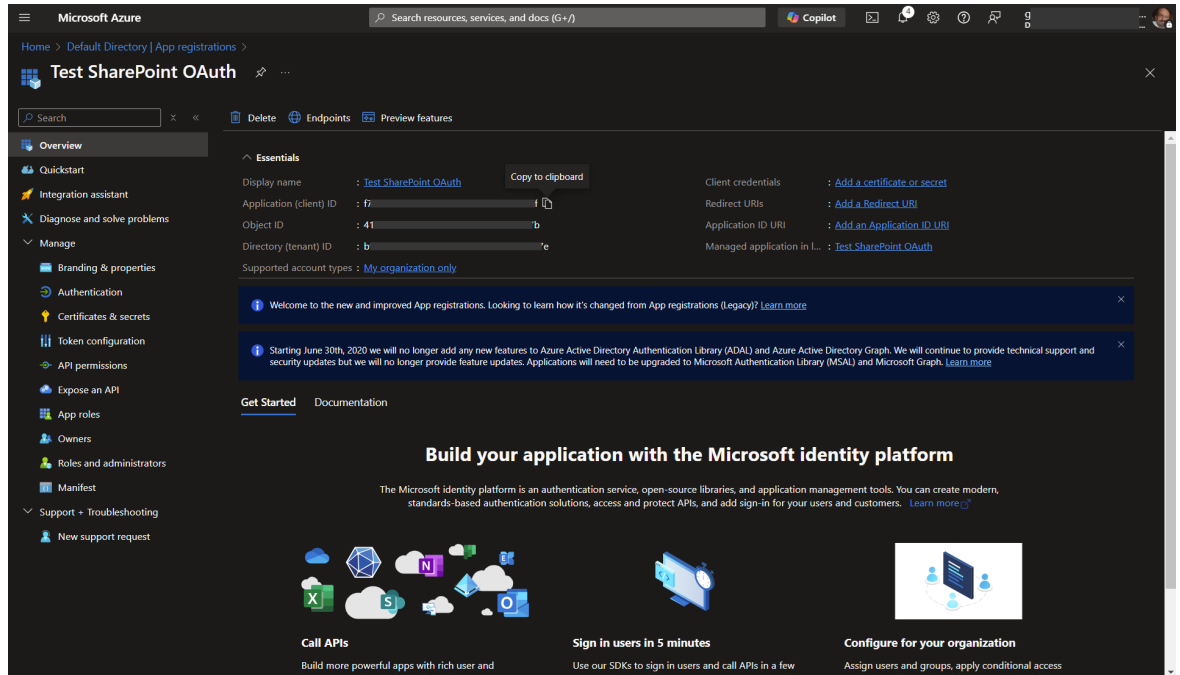 Microsoft Azure
Search resources, services, and docs (G+/)
Copilot
4
Home > Default Directory | App registrations >
Test SharePoint OAuth
Search
Delete
Endpoints
Preview features
Overview
Quickstart
Integration assistant
Diagnose and solve problems
Manage
Branding & properties
Authentication
Certificates & secrets
Token configuration
API permissions
Expose an API
App roles
Owners
Roles and administrators
Manifest
Support + Troubleshooting
New support request
Essentials
Copy to clipboard
Display name : Test SharePoint OAuth
Application (client) ID : f7 f
Object ID : 41 b
Directory (tenant) ID : b e
Supported account types : My organization only
Client credentials : Add a certificate or secret
Redirect URIs : Add a Redirect URI
Application ID URI : Add an Application ID URI
Managed application in l... : Test SharePoint OAuth
Welcome to the new and improved App registrations. Looking to learn how it's changed from App registrations (Legacy)? Learn more
Starting June 30th, 2020 we will no longer add any new features to Azure Active Directory Authentication Library (ADAL) and Azure Active Directory Graph. We will continue to provide technical support and
security updates but we will no longer provide feature updates. Applications will need to be upgraded to Microsoft Authentication Library (MSAL) and Microsoft Graph. Learn more
Get Started
Documentation
Build your application with the Microsoft identity platform
The Microsoft identity platform is an authentication service, open-source libraries, and application management tools. You can create modern,
standards-based authentication solutions, access and protect APIs, and add sign-in for your users and customers. Learn more
Call APIs
Build more powerful apps with rich user and
Sign in users in 5 minutes
Use our SDKs to sign in users and call APIs in a few
Configure for your organization
Assign users and groups, apply conditional access